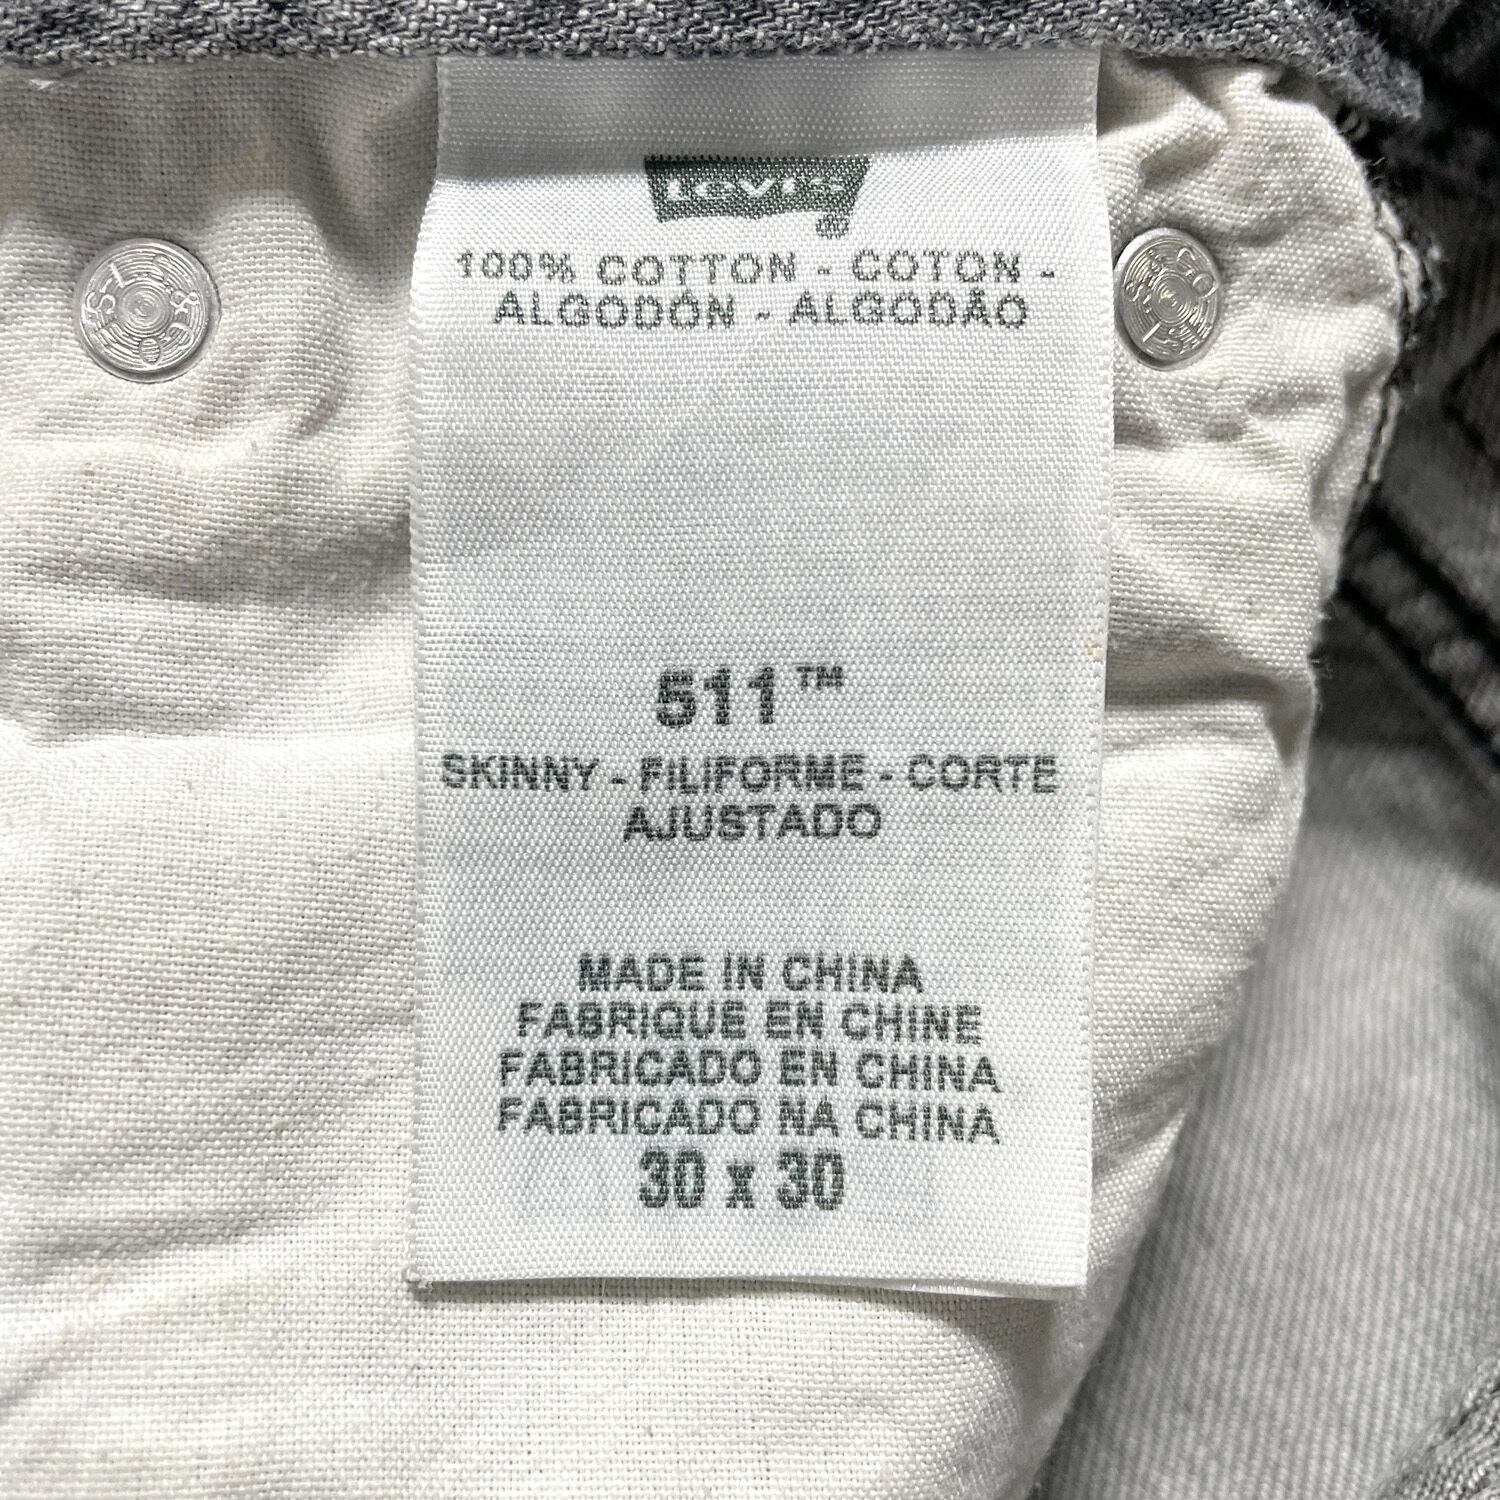 Levi's
®
100% COTTON - COTON -
ALGODÓN - ALGODÃO
511™
SKINNY - FILIFORME - CORTE
AJUSTADO
MADE IN CHINA
FABRIQUE EN CHINE
FABRICADO EN CHINA
FABRICADO NA CHINA
30 x 30